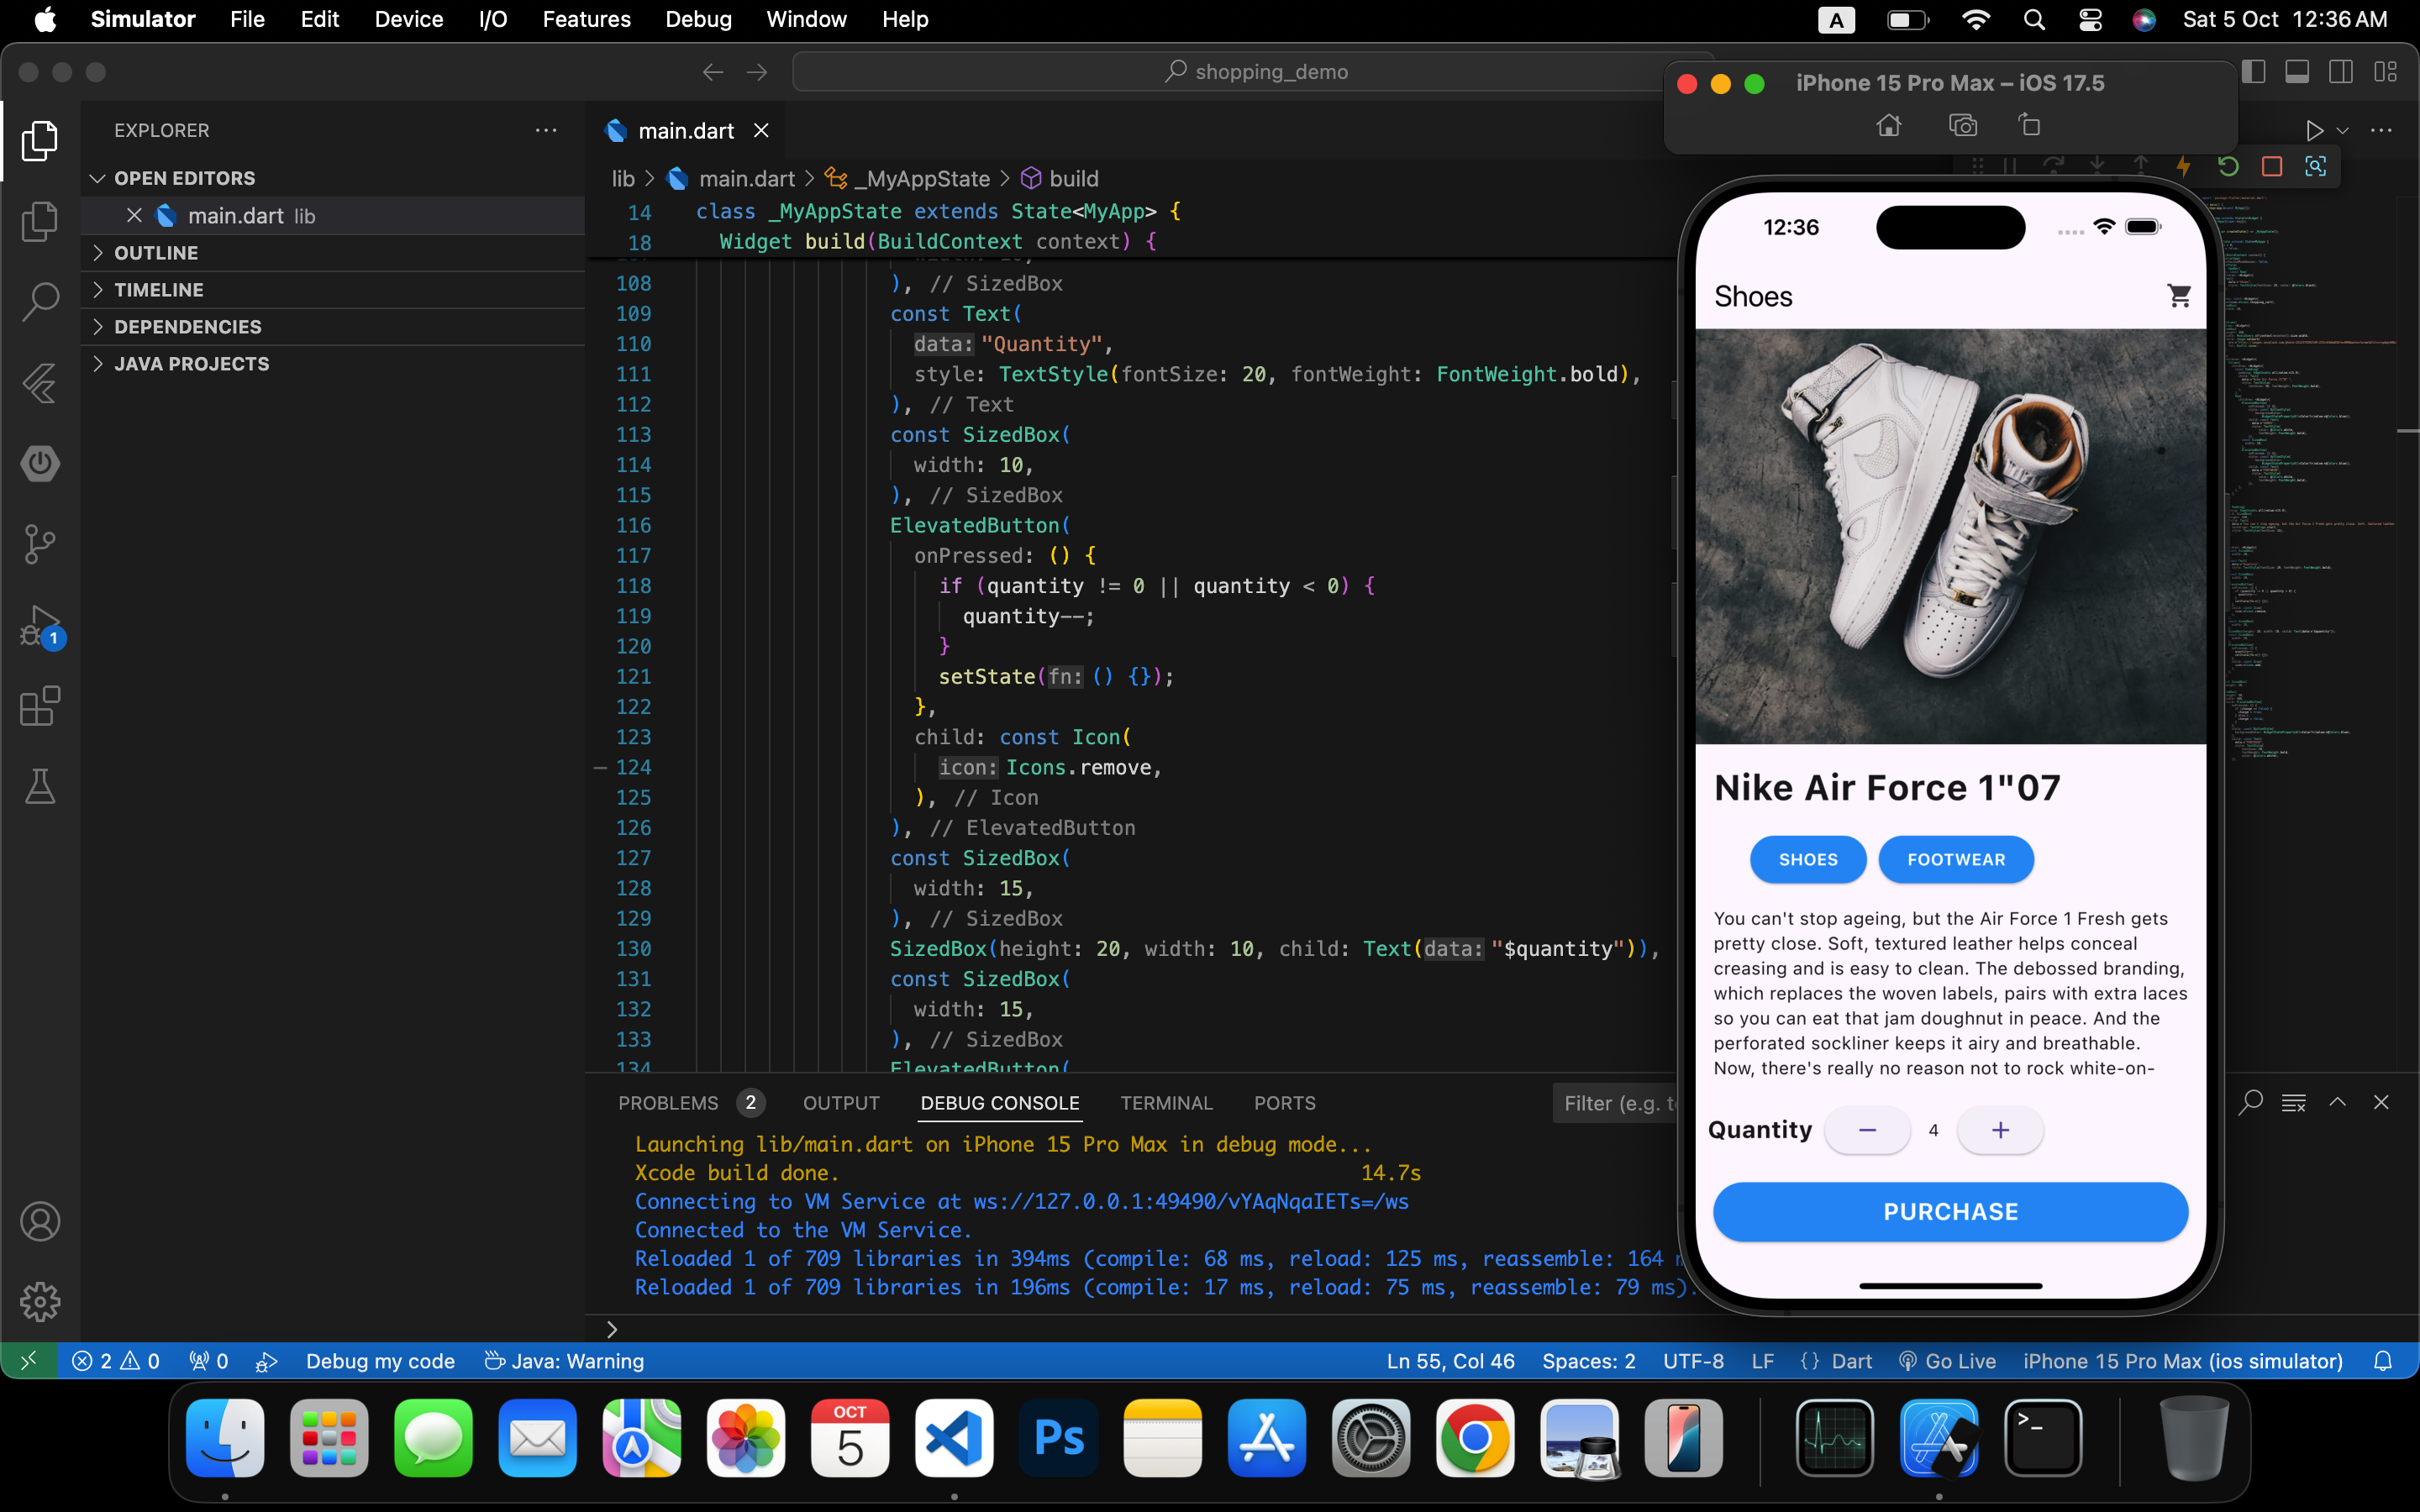 Simulator File Edit Device I/O Features Debug Window Help
A Sat 5 Oct 12:36 AM
shopping_demo
iPhone 15 Pro Max – iOS 17.5
EXPLORER
OPEN EDITORS
main.dart lib
OUTLINE
TIMELINE
DEPENDENCIES
JAVA PROJECTS
1
main.dart
lib > main.dart > _MyAppState > build
14 class _MyAppState extends State<MyApp> {
18 Widget build(BuildContext context) {
108 ), // SizedBox
109 const Text(
110 data: "Quantity",
111 style: TextStyle(fontSize: 20, fontWeight: FontWeight.bold),
112 ), // Text
113 const SizedBox(
114 width: 10,
115 ), // SizedBox
116 ElevatedButton(
117 onPressed: () {
118 if (quantity != 0 || quantity < 0) {
119 quantity--;
120 }
121 setState(fn: () {});
122 },
123 child: const Icon(
124 icon: Icons.remove,
125 ), // Icon
126 ), // ElevatedButton
127 const SizedBox(
128 width: 15,
129 ), // SizedBox
130 SizedBox(height: 20, width: 10, child: Text(data: "$quantity")),
131 const SizedBox(
132 width: 15,
133 ), // SizedBox
134 ElevatedButton(
PROBLEMS 2 OUTPUT DEBUG CONSOLE TERMINAL PORTS
Filter (e.g. t
Launching lib/main.dart on iPhone 15 Pro Max in debug mode...
Xcode build done. 14.7s
Connecting to VM Service at ws://127.0.0.1:49490/vYAqNqaIETs=/ws
Connected to the VM Service.
Reloaded 1 of 709 libraries in 394ms (compile: 68 ms, reload: 125 ms, reassemble: 164
Reloaded 1 of 709 libraries in 196ms (compile: 17 ms, reload: 75 ms, reassemble: 79 ms).
12:36
Shoes
Nike Air Force 1"07
SHOES FOOTWEAR
You can't stop ageing, but the Air Force 1 Fresh gets
pretty close. Soft, textured leather helps conceal
creasing and is easy to clean. The debossed branding,
which replaces the woven labels, pairs with extra laces
so you can eat that jam doughnut in peace. And the
perforated sockliner keeps it airy and breathable.
Now, there's really no reason not to rock white-on-
Quantity − 4 +
PURCHASE
2 0 0 Debug my code Java: Warning
Ln 55, Col 46 Spaces: 2 UTF-8 LF {} Dart Go Live iPhone 15 Pro Max (ios simulator)
OCT
5
Ps
>_